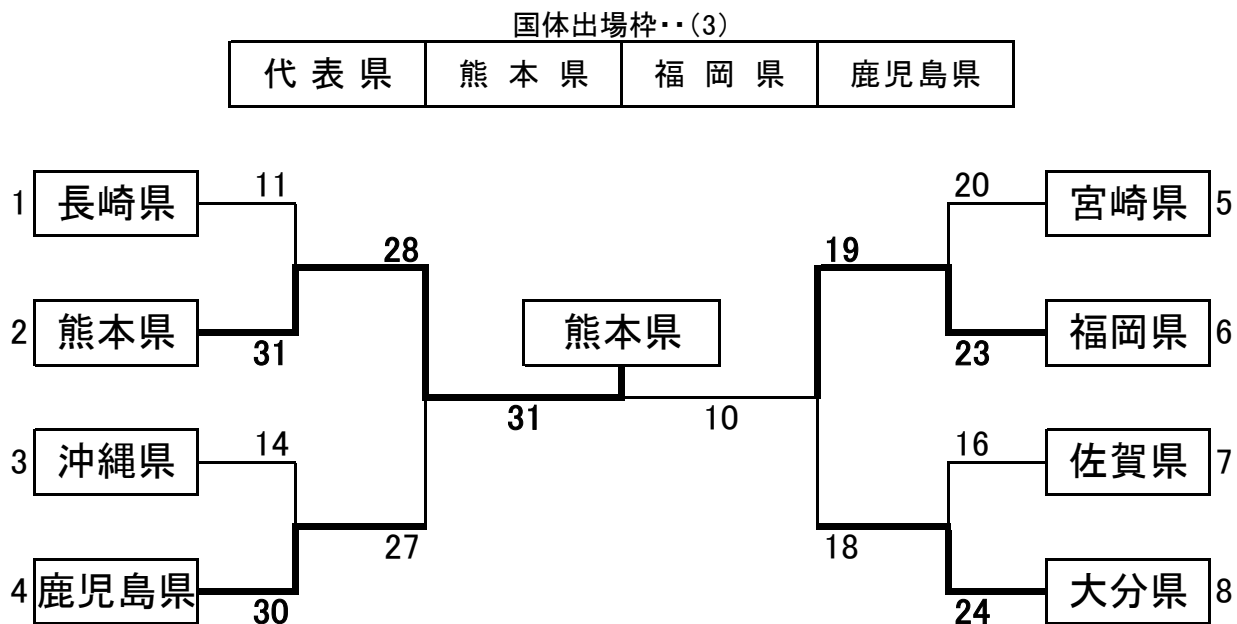 国体出場枠・・(3)
代表県 熊本県 福岡県 鹿児島県
1 長崎県 11 20 宮崎県 5
28 19
2 熊本県 31 熊本県 23 福岡県 6
31 10
3 沖縄県 14 16 佐賀県 7
27 18
4 鹿児島県 30 24 大分県 8